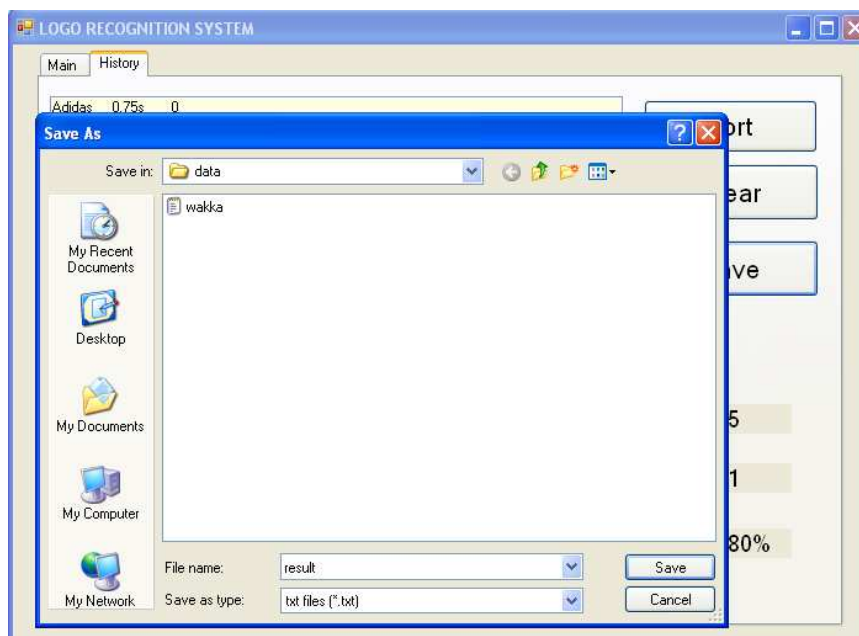 LOGO RECOGNITION SYSTEM
Main History
Adidas 0.75s 0
Save As
Save in: data
wakka
My Recent
Documents
Desktop
My Documents
My Computer
My Network
File name: result
Save as type: txt files (*.txt)
Save
Cancel
ort
ear
ve
5
1
80%